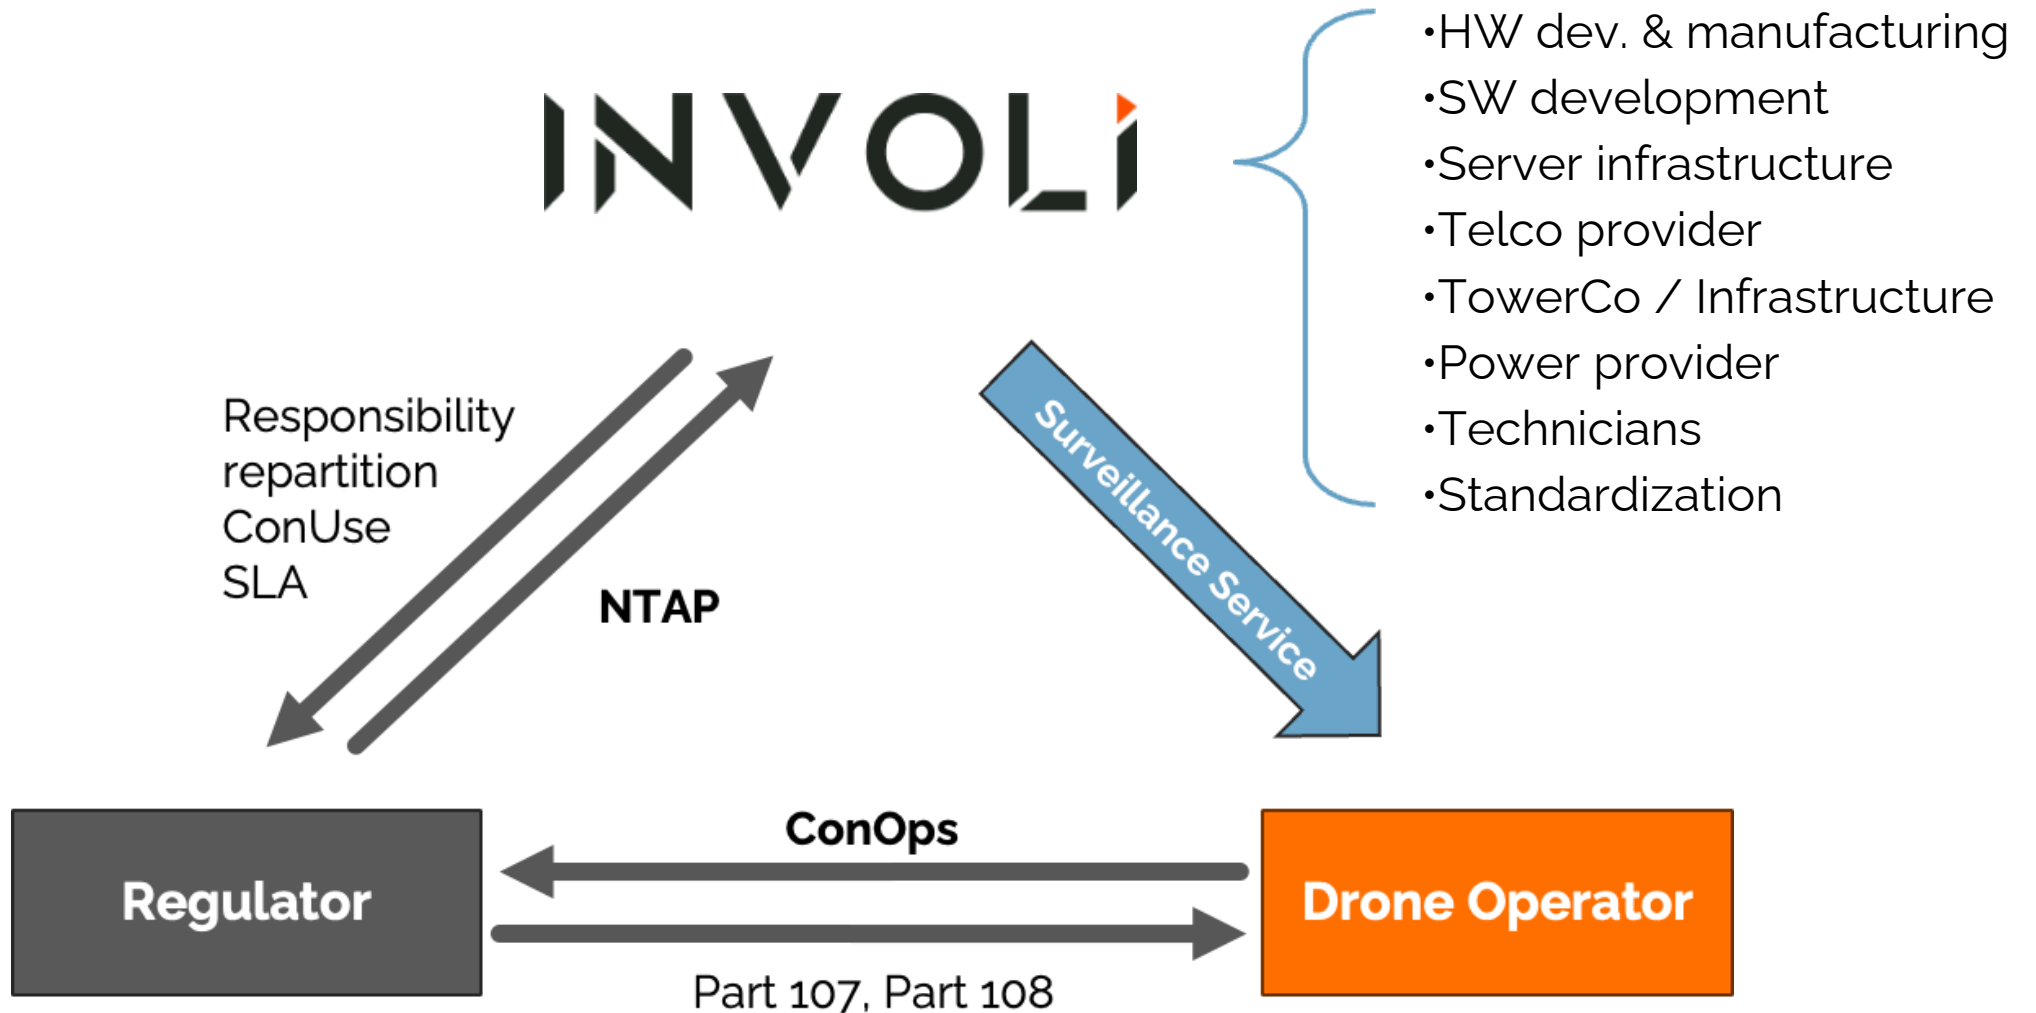 INVOLi
•HW dev. & manufacturing
•SW development
•Server infrastructure
•Telco provider
•TowerCo / Infrastructure
•Power provider
•Technicians
•Standardization
Responsibility
repartition
ConUse
SLA
NTAP
Surveillance Service
ConOps
Regulator
Drone Operator
Part 107, Part 108